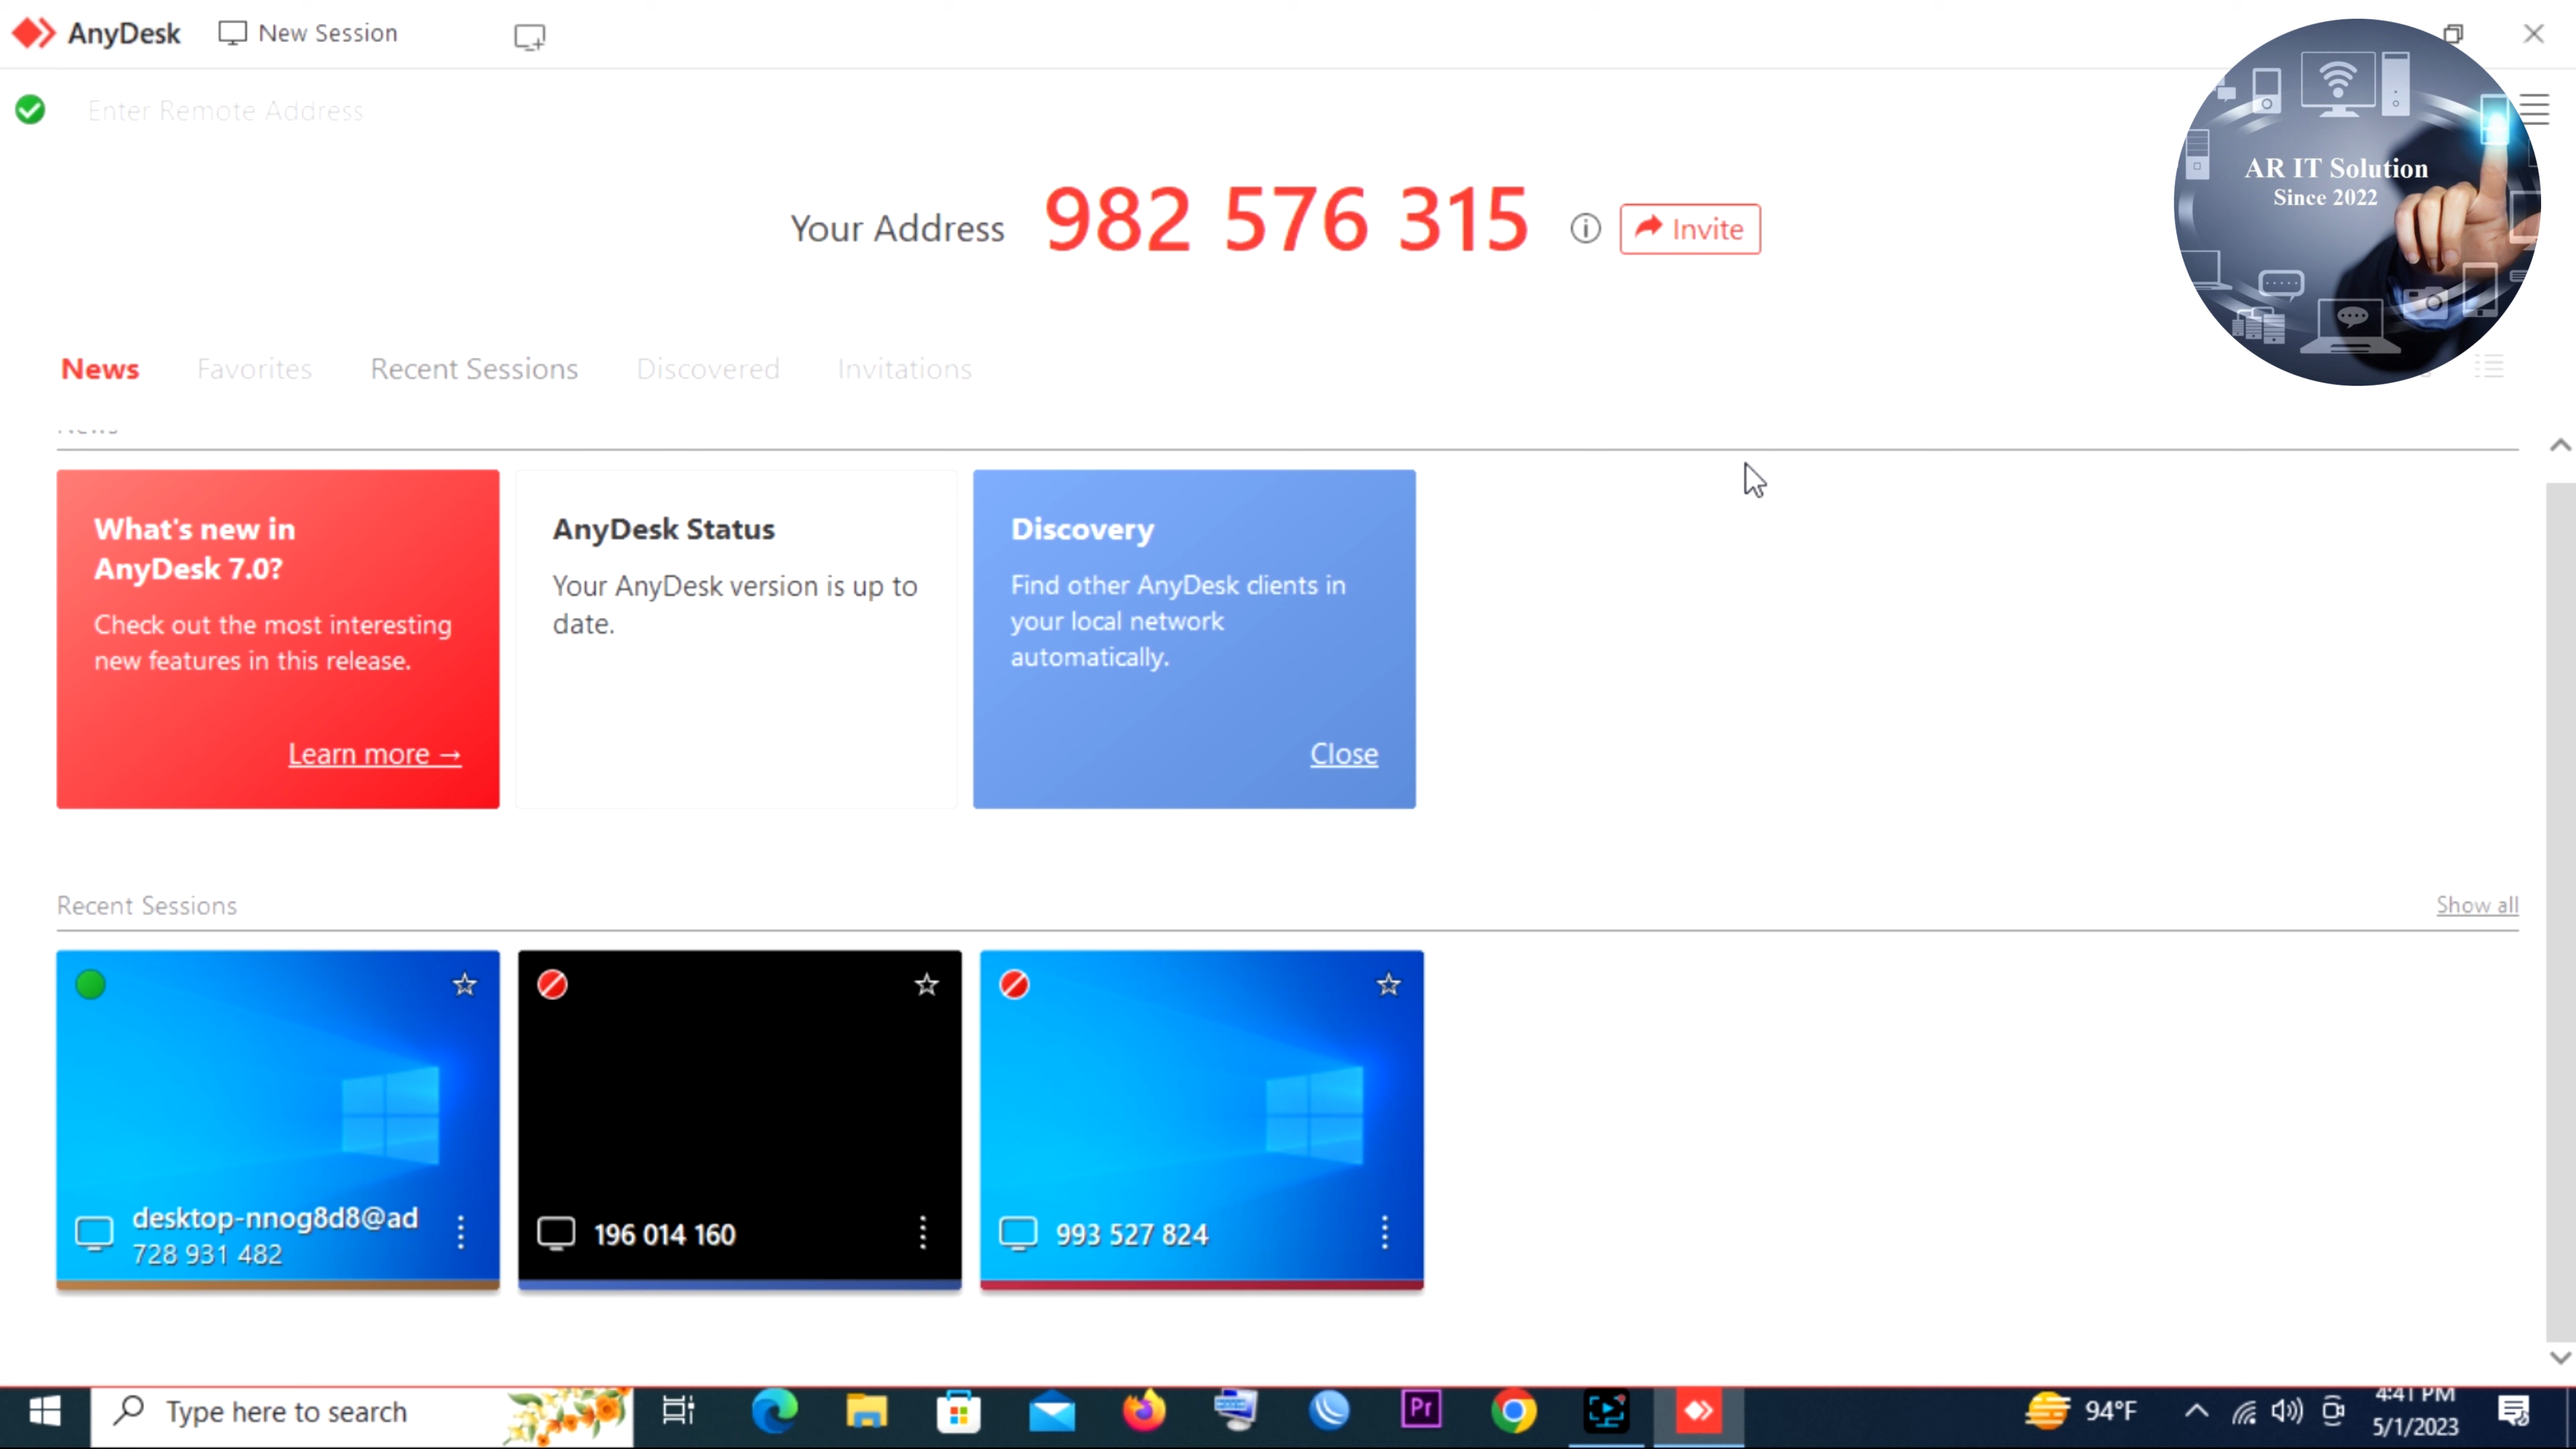 AnyDesk New Session
Enter Remote Address
AR IT Solution
Since 2022
Your Address 982 576 315 Invite
News Favorites Recent Sessions Discovered Invitations
What's new in
AnyDesk 7.0?
Check out the most interesting
new features in this release.
Learn more →
AnyDesk Status
Your AnyDesk version is up to
date.
Discovery
Find other AnyDesk clients in
your local network
automatically.
Close
Recent Sessions Show all
desktop-nnog8d8@ad
728 931 482
196 014 160
993 527 824
Type here to search
Pr
94°F
4:41 PM
5/1/2023